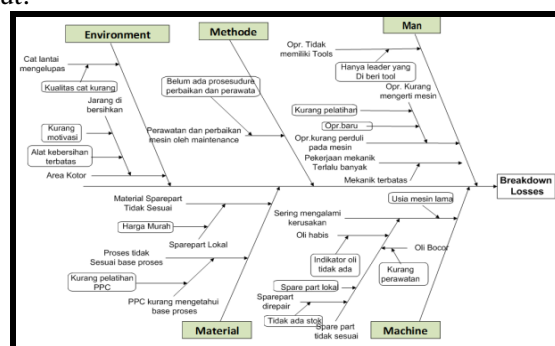 at.
Environment
Methode
Man
Cat lantai
mengelupas
Kualitas cat kurang
Jarang di
bersihkan
Kurang
motivasi
Alat kebersihan
terbatas
Area Kotor
Belum ada prosesudure
perbaikan dan perawata
Perawatan dan perbaikan
mesin oleh maintenance
Opr. Tidak
memiliki Tools
Hanya leader yang
Di beri tool
Opr. Kurang
mengerti mesin
Kurang pelatihan
Opr.baru
Opr.kurang perduli
pada mesin
Pekerjaan mekanik
Terlalu banyak
Mekanik terbatas
Breakdown
Losses
Material Sparepart
Tidak Sesuai
Harga Murah
Sparepart Lokal
Proses tidak
Sesuai base proses
Kurang pelatihan
PPC
PPC kurang mengetahui
base proses
Usia mesin lama
Sering mengalami
kerusakan
Oli habis
Indikator oli
tidak ada
Oli Bocor
Kurang
perawatan
Spare part lokal
Sparepart
direpair
Tidak ada stok
Spare part
tidak sesuai
Material
Machine